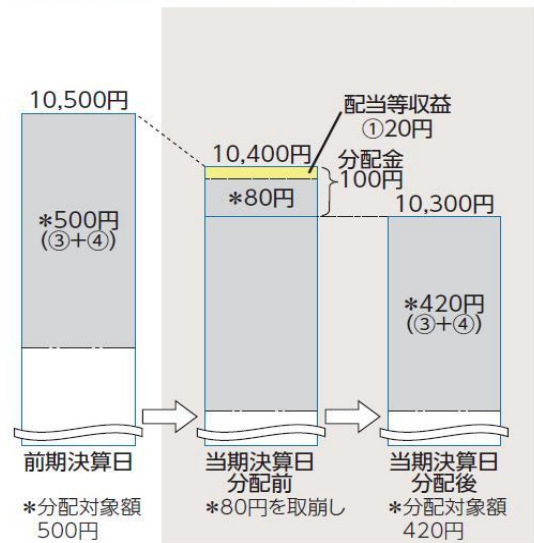 10,500円
*500円
(③+④)
前期決算日
*分配対象額
500円
配当等収益
①20円
10,400円
分配金
100円
*80円
当期決算日
分配前
*80円を取崩し
10,300円
*420円
(③+④)
当期決算日
分配後
*分配対象額
420円